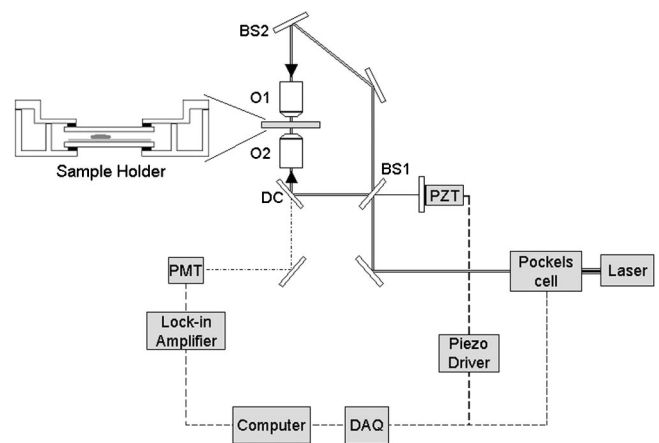 BS2
O1
O2
Sample Holder
BS1
DC
PZT
PMT
Pockels
cell
Laser
Lock-in
Amplifier
Piezo
Driver
Computer
DAQ